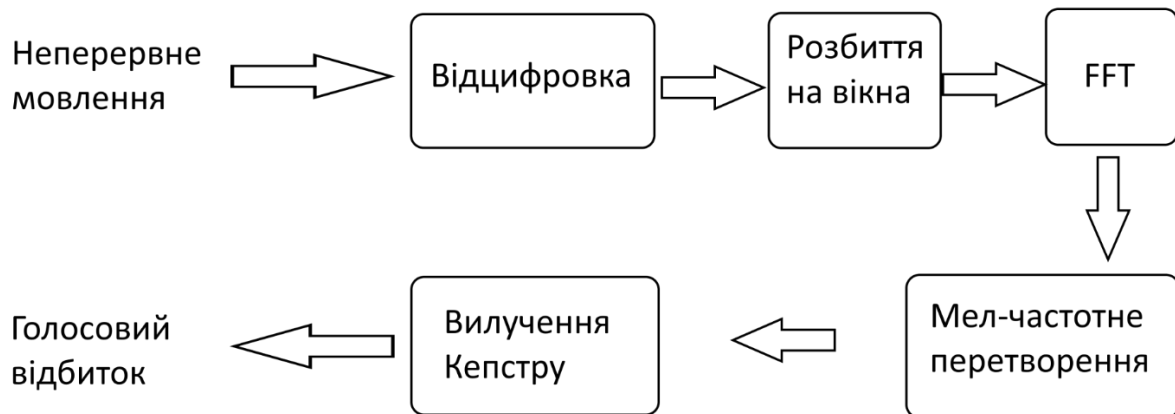 Неперервне
мовлення
Відцифровка
Розбиття
на вікна
FFT
Мел-частотне
перетворення
Вилучення
Кепстру
Голосовий
відбиток